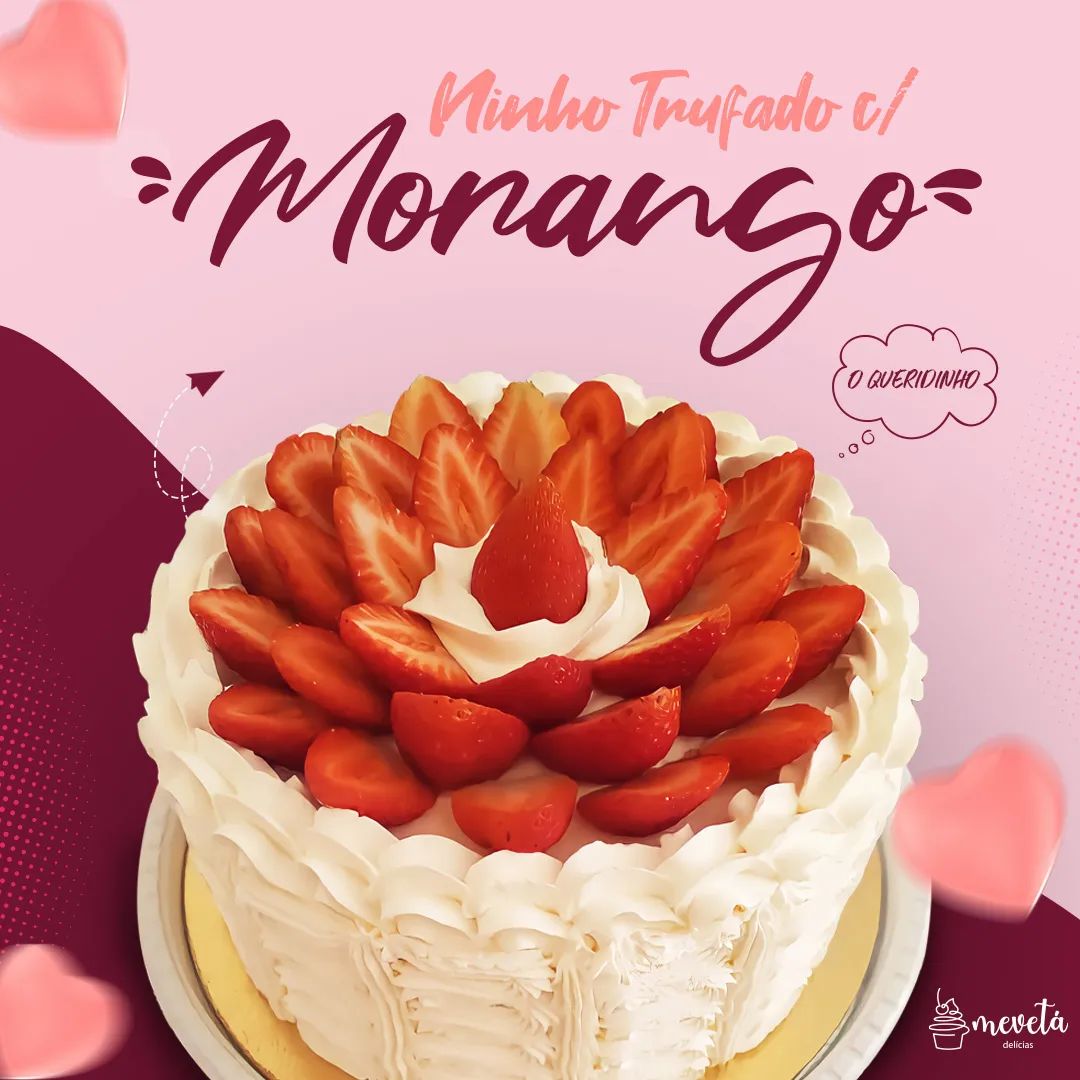 Ninho Trufado c/
Morango
O QUERIDINHO
mevetá
delícias